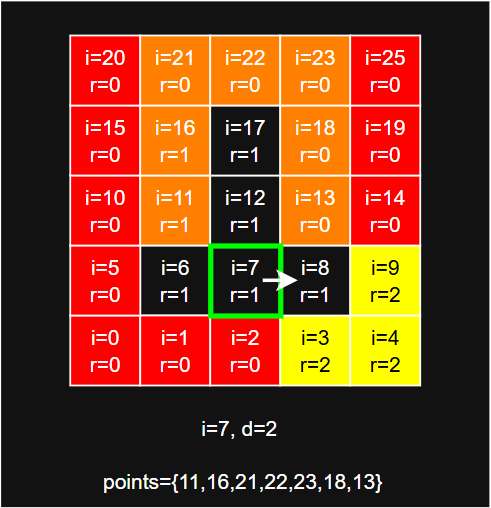 i=20 i=21 i=22 i=23 i=25
r=0 r=0 r=0 r=0 r=0
i=15 i=16 i=17 i=18 i=19
r=0 r=1 r=1 r=0 r=0
i=10 i=11 i=12 i=13 i=14
r=0 r=1 r=1 r=0 r=0
i=5 i=6 i=7 i=8 i=9
r=0 r=1 r=1 r=1 r=2
i=0 i=1 i=2 i=3 i=4
r=0 r=0 r=0 r=2 r=2
i=7, d=2
points={11,16,21,22,23,18,13}